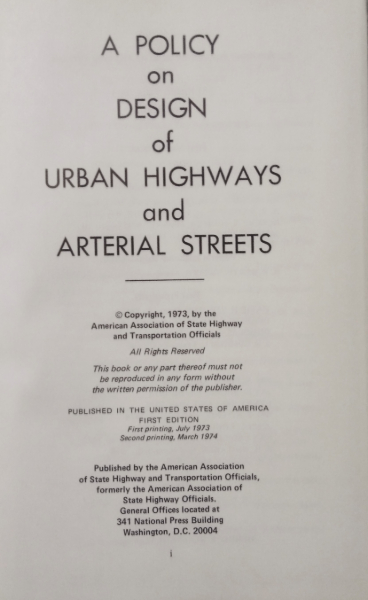 A POLICY
on
DESIGN
of
URBAN HIGHWAYS
and
ARTERIAL STREETS
© Copyright, 1973, by the
American Association of State Highway
and Transportation Officials
All Rights Reserved
This book or any part thereof must not
be reproduced in any form without
the written permission of the publisher.
PUBLISHED IN THE UNITED STATES OF AMERICA
FIRST EDITION
First printing, July 1973
Second printing, March 1974
Published by the American Association
of State Highway and Transportation Officials,
formerly the American Association of
State Highway Officials.
General Offices located at
341 National Press Building
Washington, D.C. 20004
i